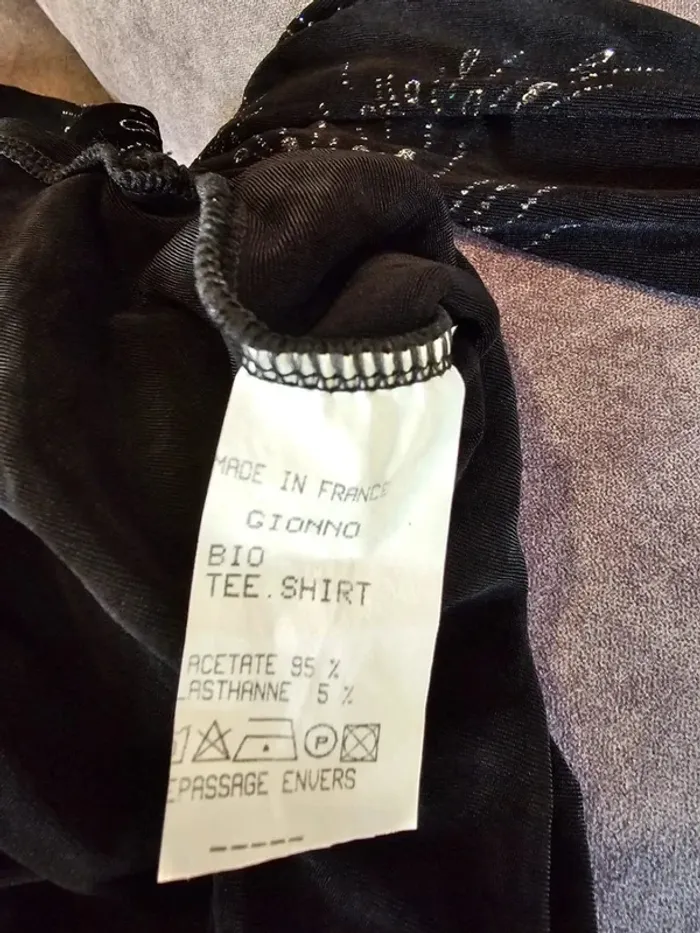 MADE IN FRANCE
GIONNO
BIO
TEE.SHIRT
ACETATE 95 %
LASTHANNE 5 %
P
EPASSAGE ENVERS
-----